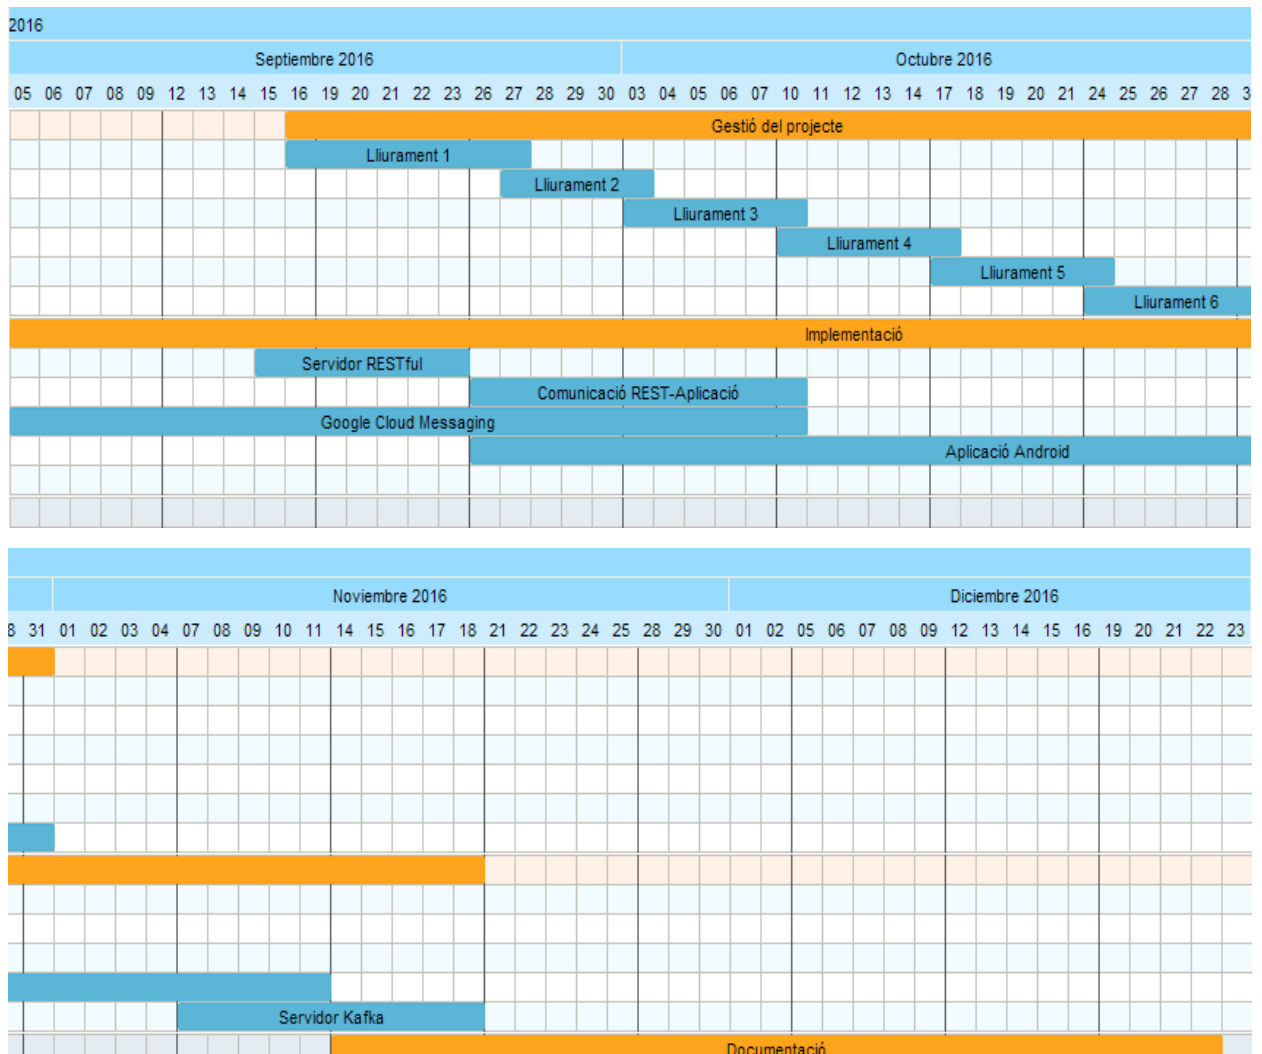 2016
Septiembre 2016 Octubre 2016
05 06 07 08 09 12 13 14 15 16 19 20 21 22 23 26 27 28 29 30 03 04 05 06 07 10 11 12 13 14 17 18 19 20 21 24 25 26 27 28
Gestió del projecte
Lliurament 1
Lliurament 2
Lliurament 3
Lliurament 4
Lliurament 5
Lliurament 6
Implementació
Servidor RESTful
Comunicació REST-Aplicació
Google Cloud Messaging
Aplicació Android
Noviembre 2016 Diciembre 2016
31 01 02 03 04 07 08 09 10 11 14 15 16 17 18 21 22 23 24 25 28 29 30 01 02 05 06 07 08 09 12 13 14 15 16 19 20 21 22 23
Servidor Kafka
Documentació